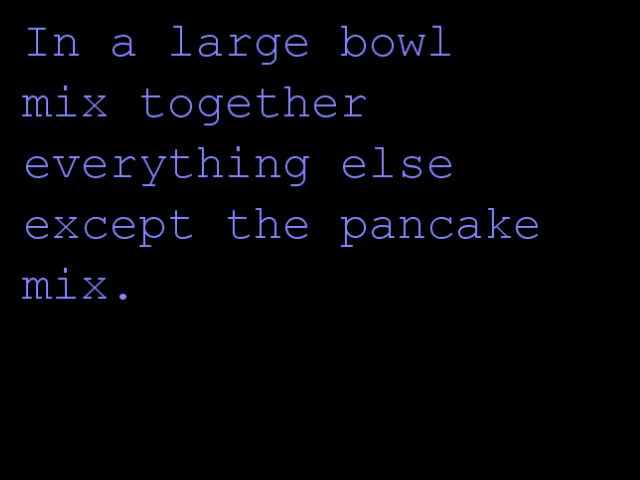 In a large bowl
mix together
everything else
except the pancake
mix.